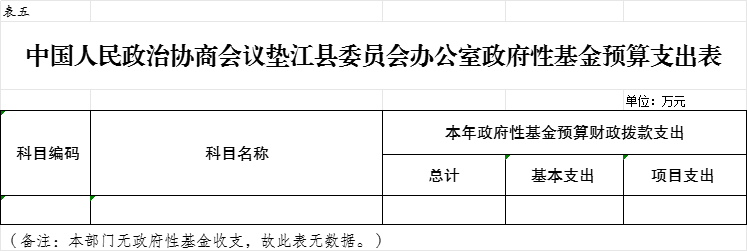 表五
中国人民政治协商会议垫江县委员会办公室政府性基金预算支出表
单位：万元
科目编码 科目名称 本年政府性基金预算财政拨款支出
总计 基本支出 项目支出
（备注：本部门无政府性基金收支，故此表无数据。）